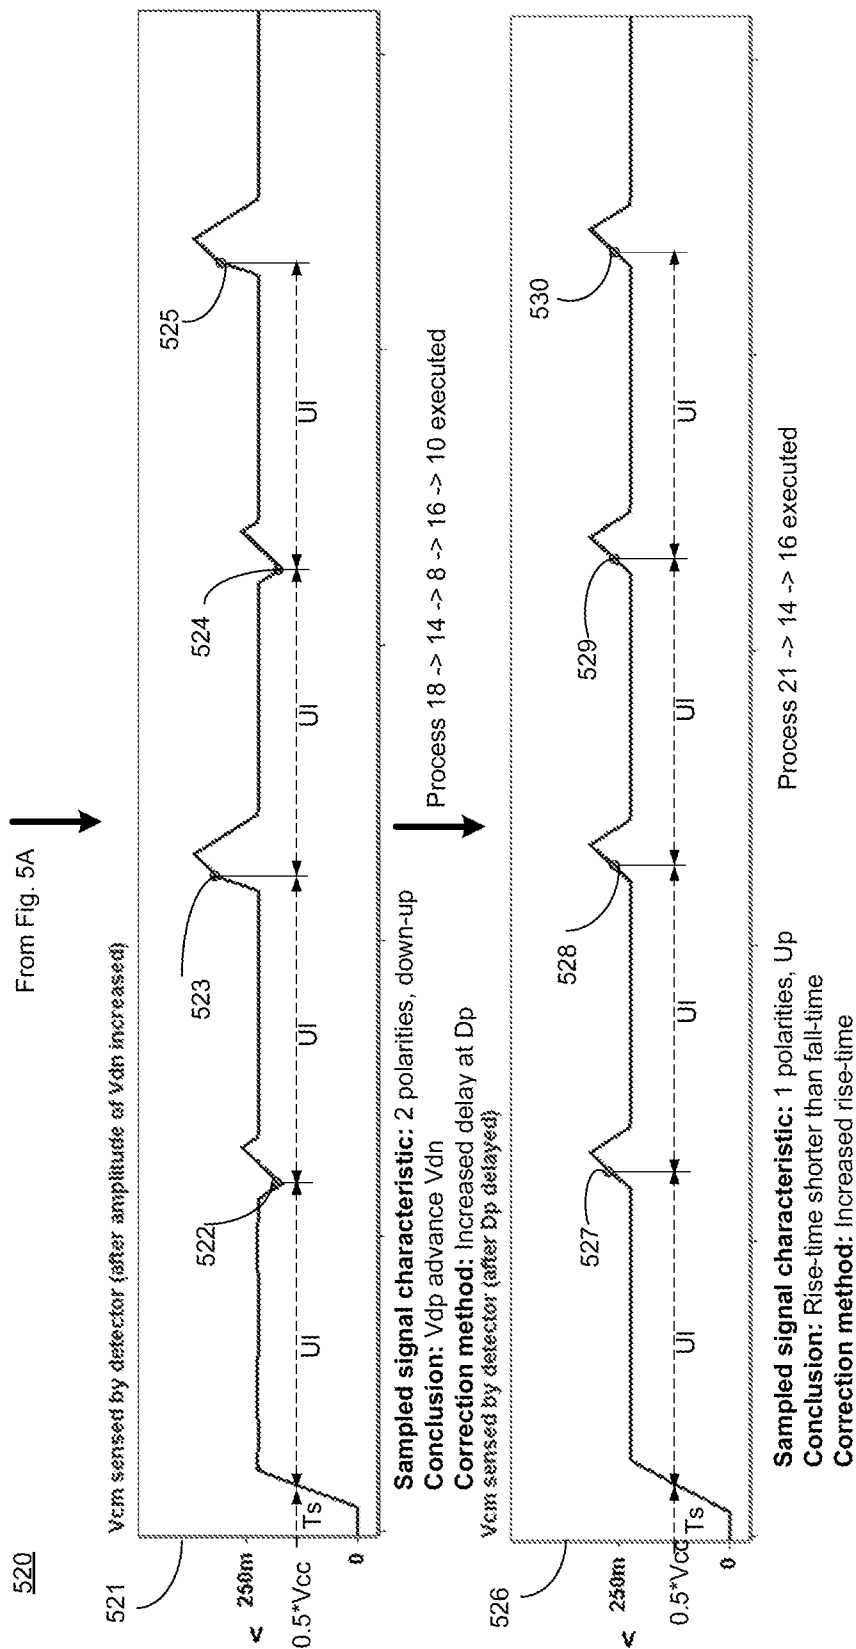 520
From Fig. 5A
Vcm sensed by detector (after amplitude of Vdn increased)
521
V
250m
0.5*Vcc
0
Ts
UI
UI
UI
UI
522
523
524
525
Sampled signal characteristic: 2 polarities, down-up
Conclusion: Vdp advance Vdn
Correction method: Increased delay at Dp
Process 18 -> 14 -> 8 -> 16 -> 10 executed
Vcm sensed by detector (after Dp delayed)
526
V
250m
0.5*Vcc
0
Ts
UI
UI
UI
UI
527
528
529
530
Sampled signal characteristic: 1 polarities, Up
Conclusion: Rise-time shorter than fall-time
Correction method: Increased rise-time
Process 21 -> 14 -> 16 executed